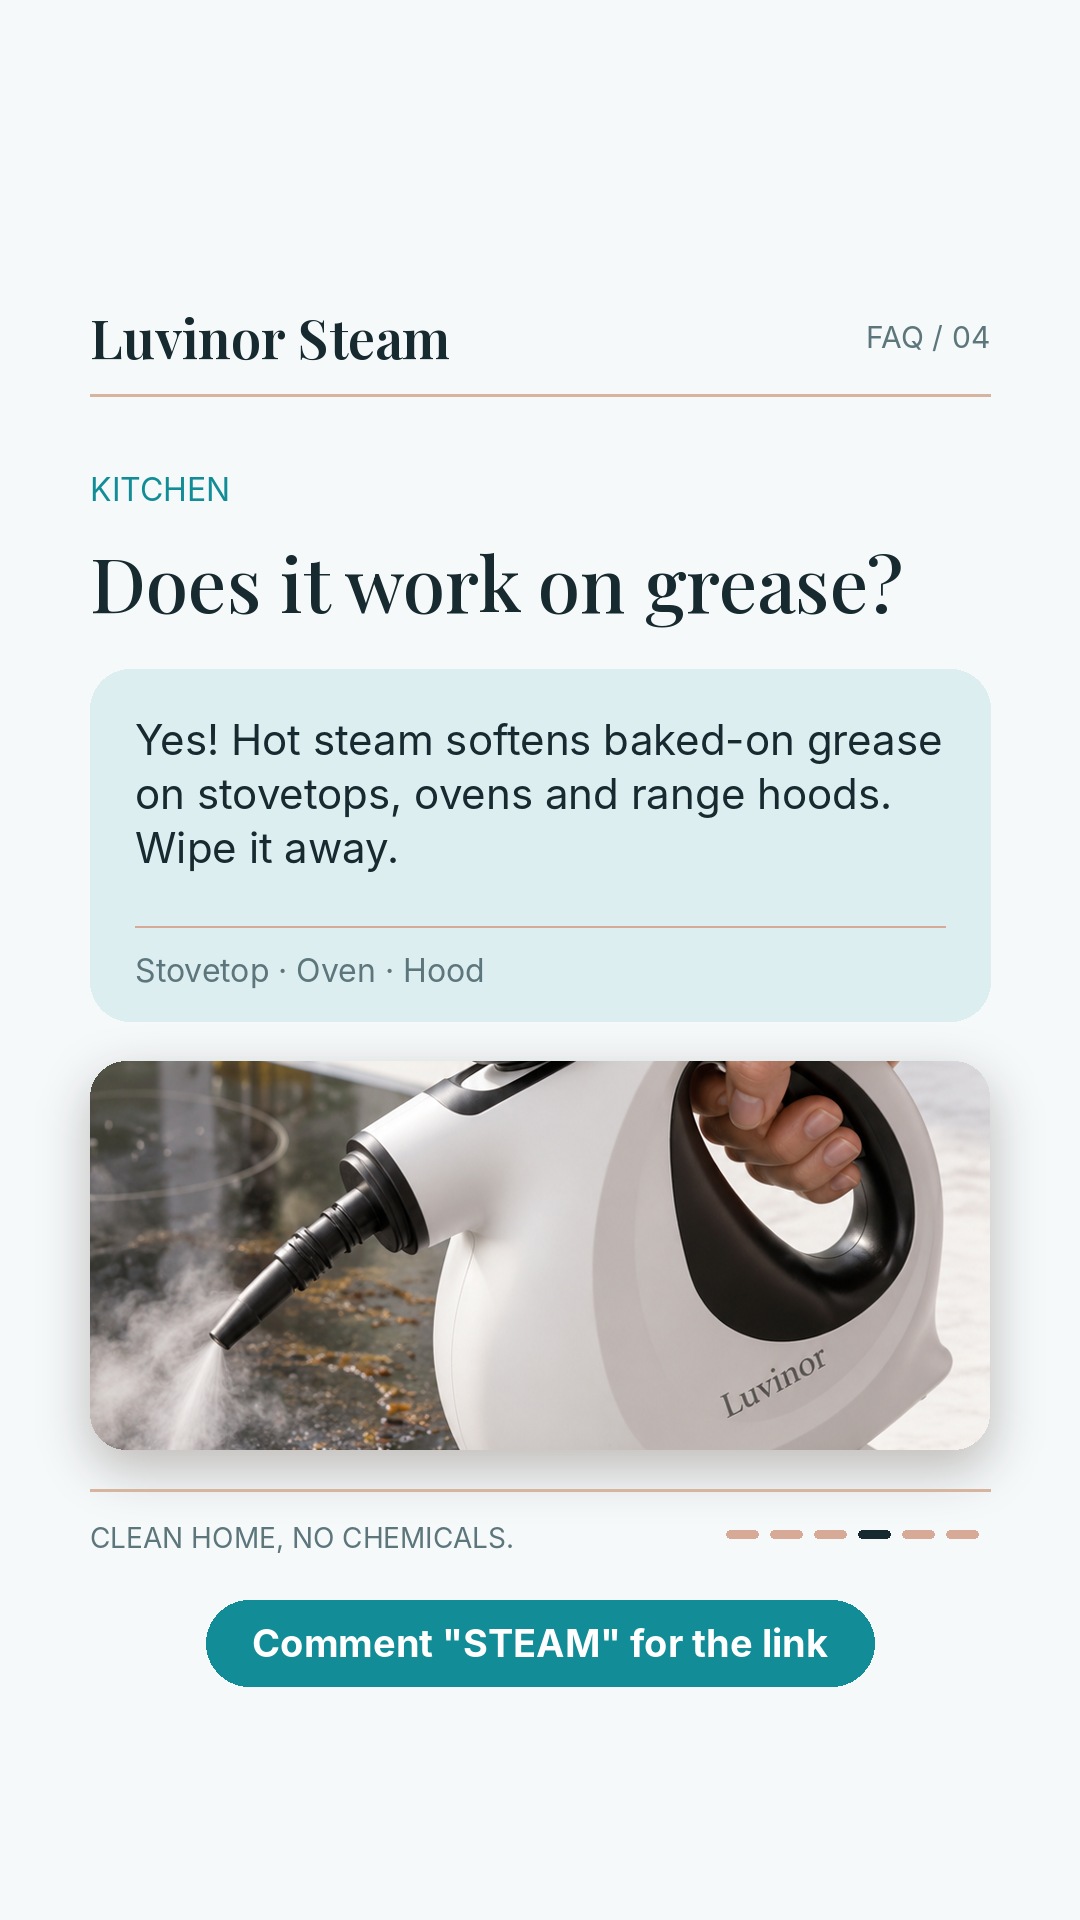 Luvinor Steam
FAQ / 04
KITCHEN
Does it work on grease?
Yes! Hot steam softens baked-on grease
on stovetops, ovens and range hoods.
Wipe it away.
Stovetop · Oven · Hood
Luvinor
CLEAN HOME, NO CHEMICALS.
Comment "STEAM" for the link